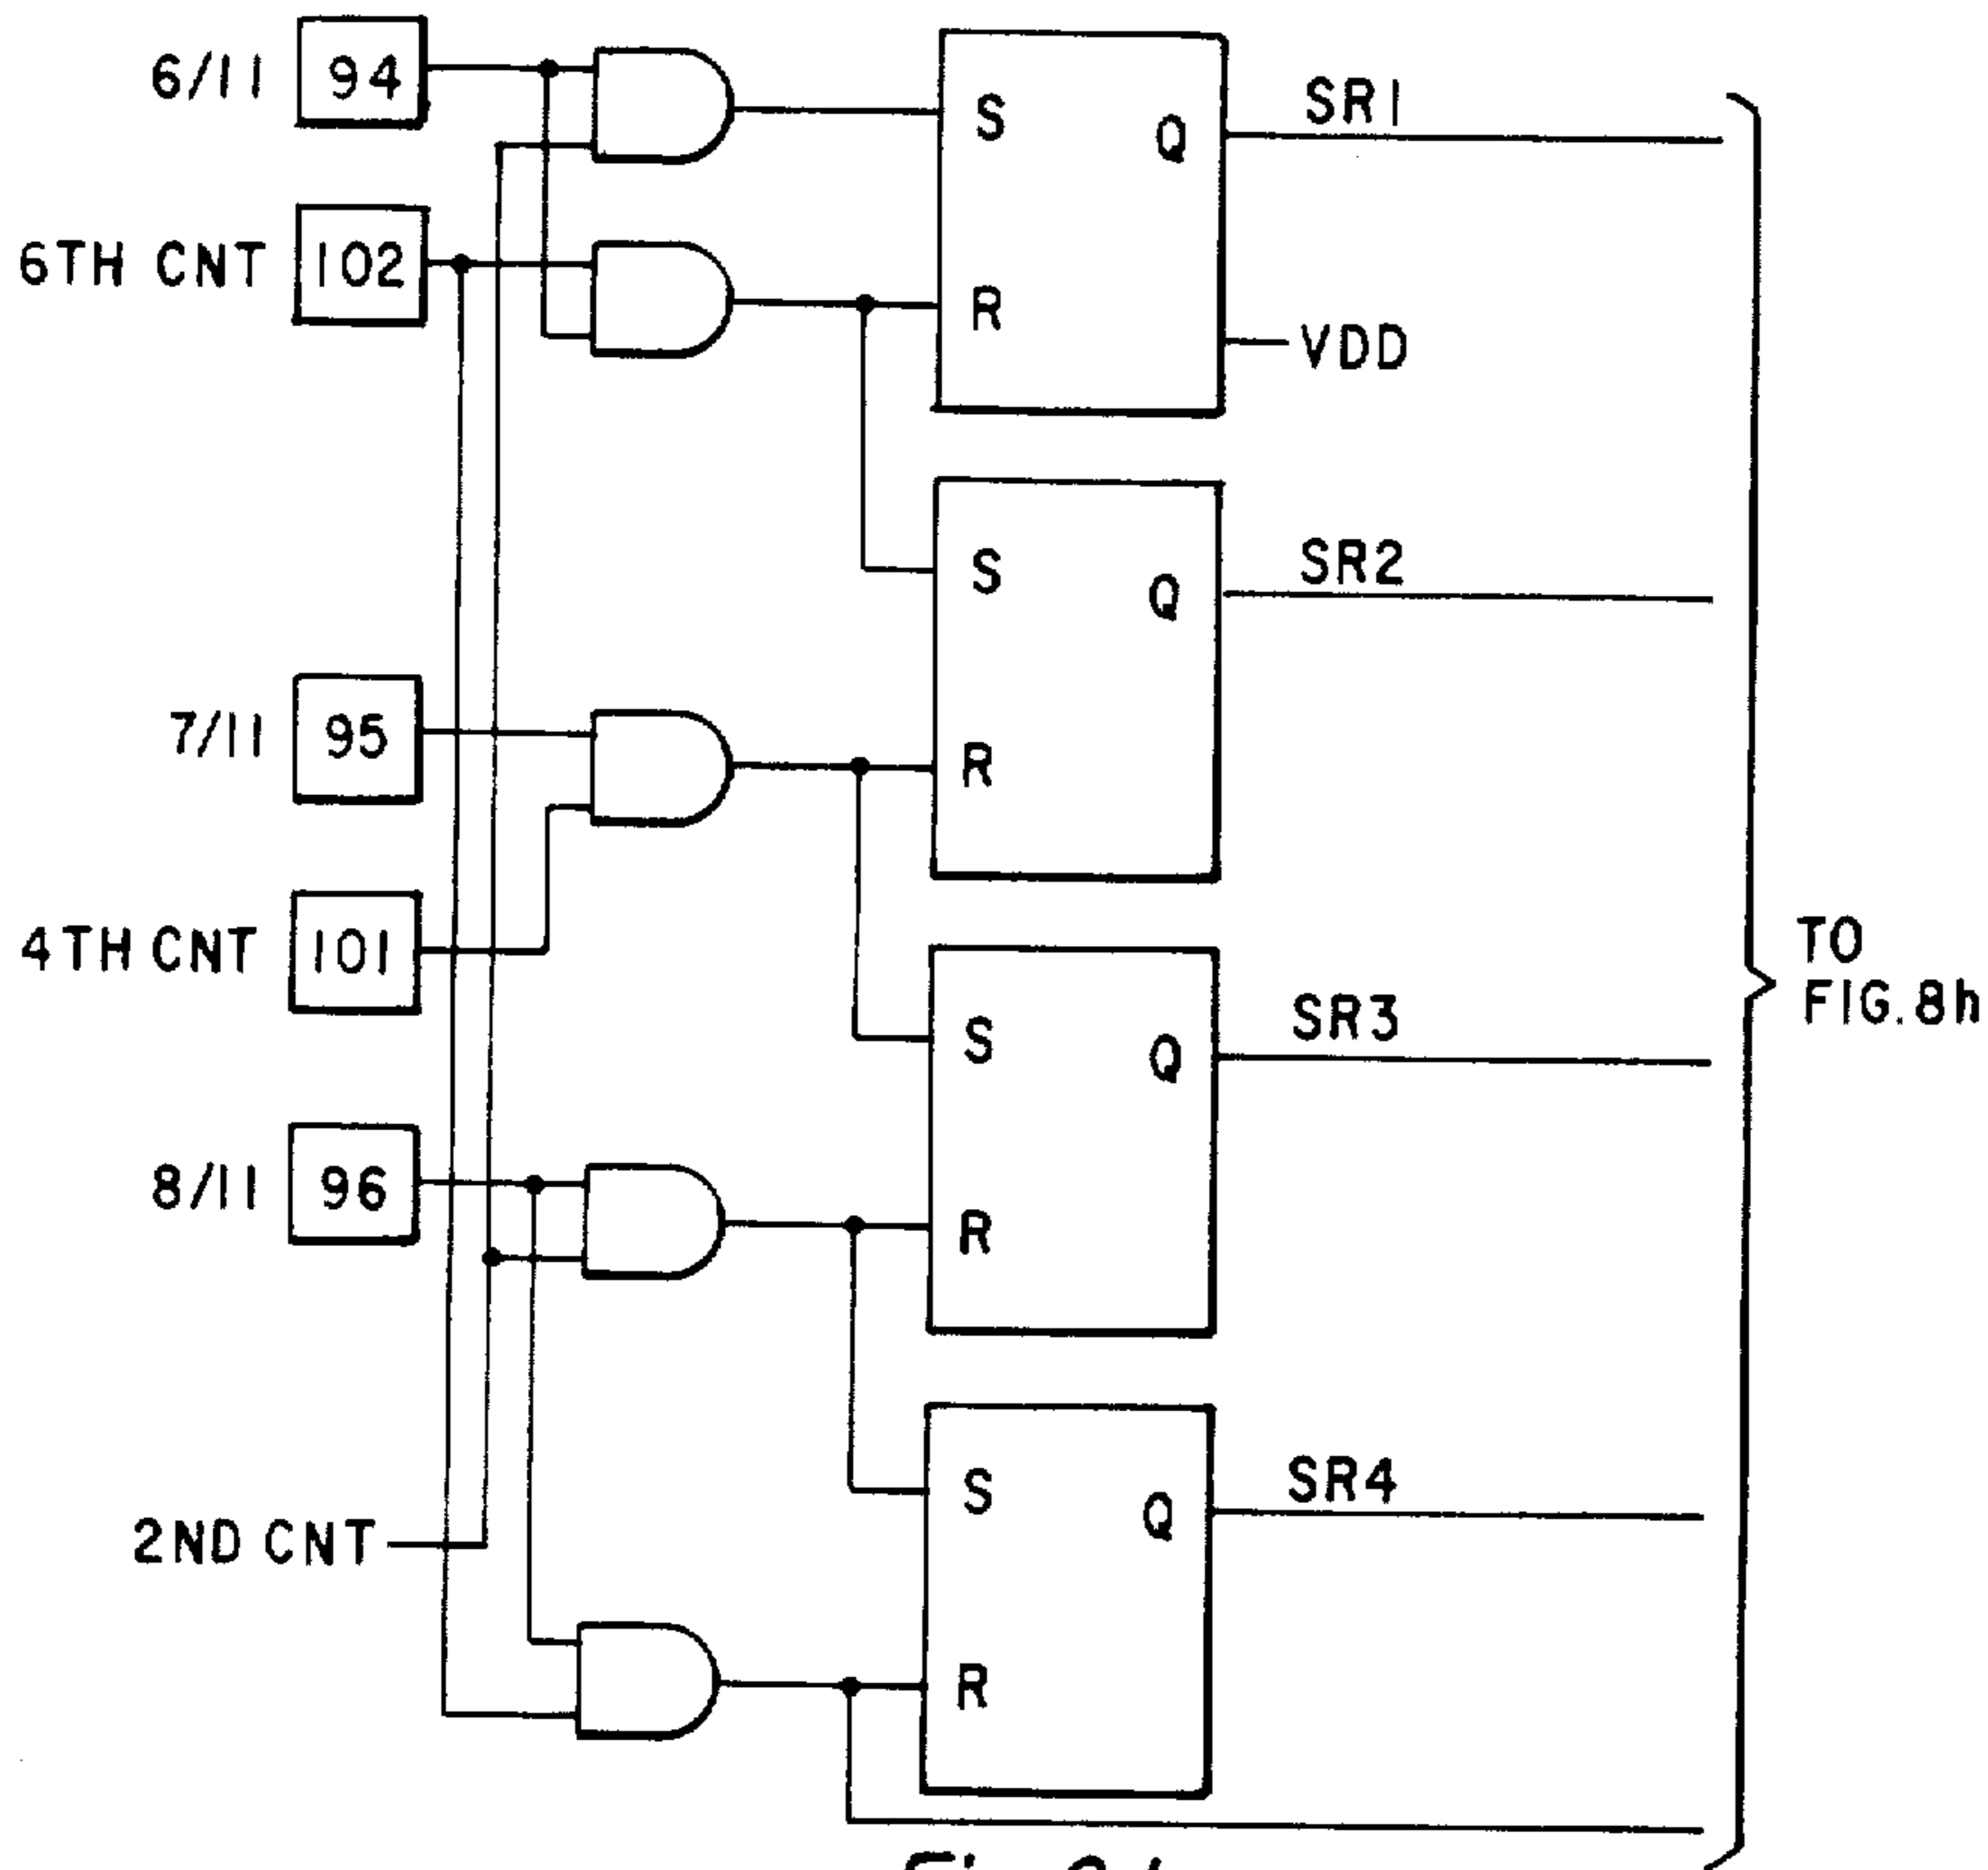 6/11 94
S
Q
SR1
6TH CNT 102
R
VDD
S
Q
SR2
7/11 95
R
4TH CNT 101
TO
FIG. 8h
S
Q
SR3
8/11 96
R
S
Q
SR4
2ND CNT
R